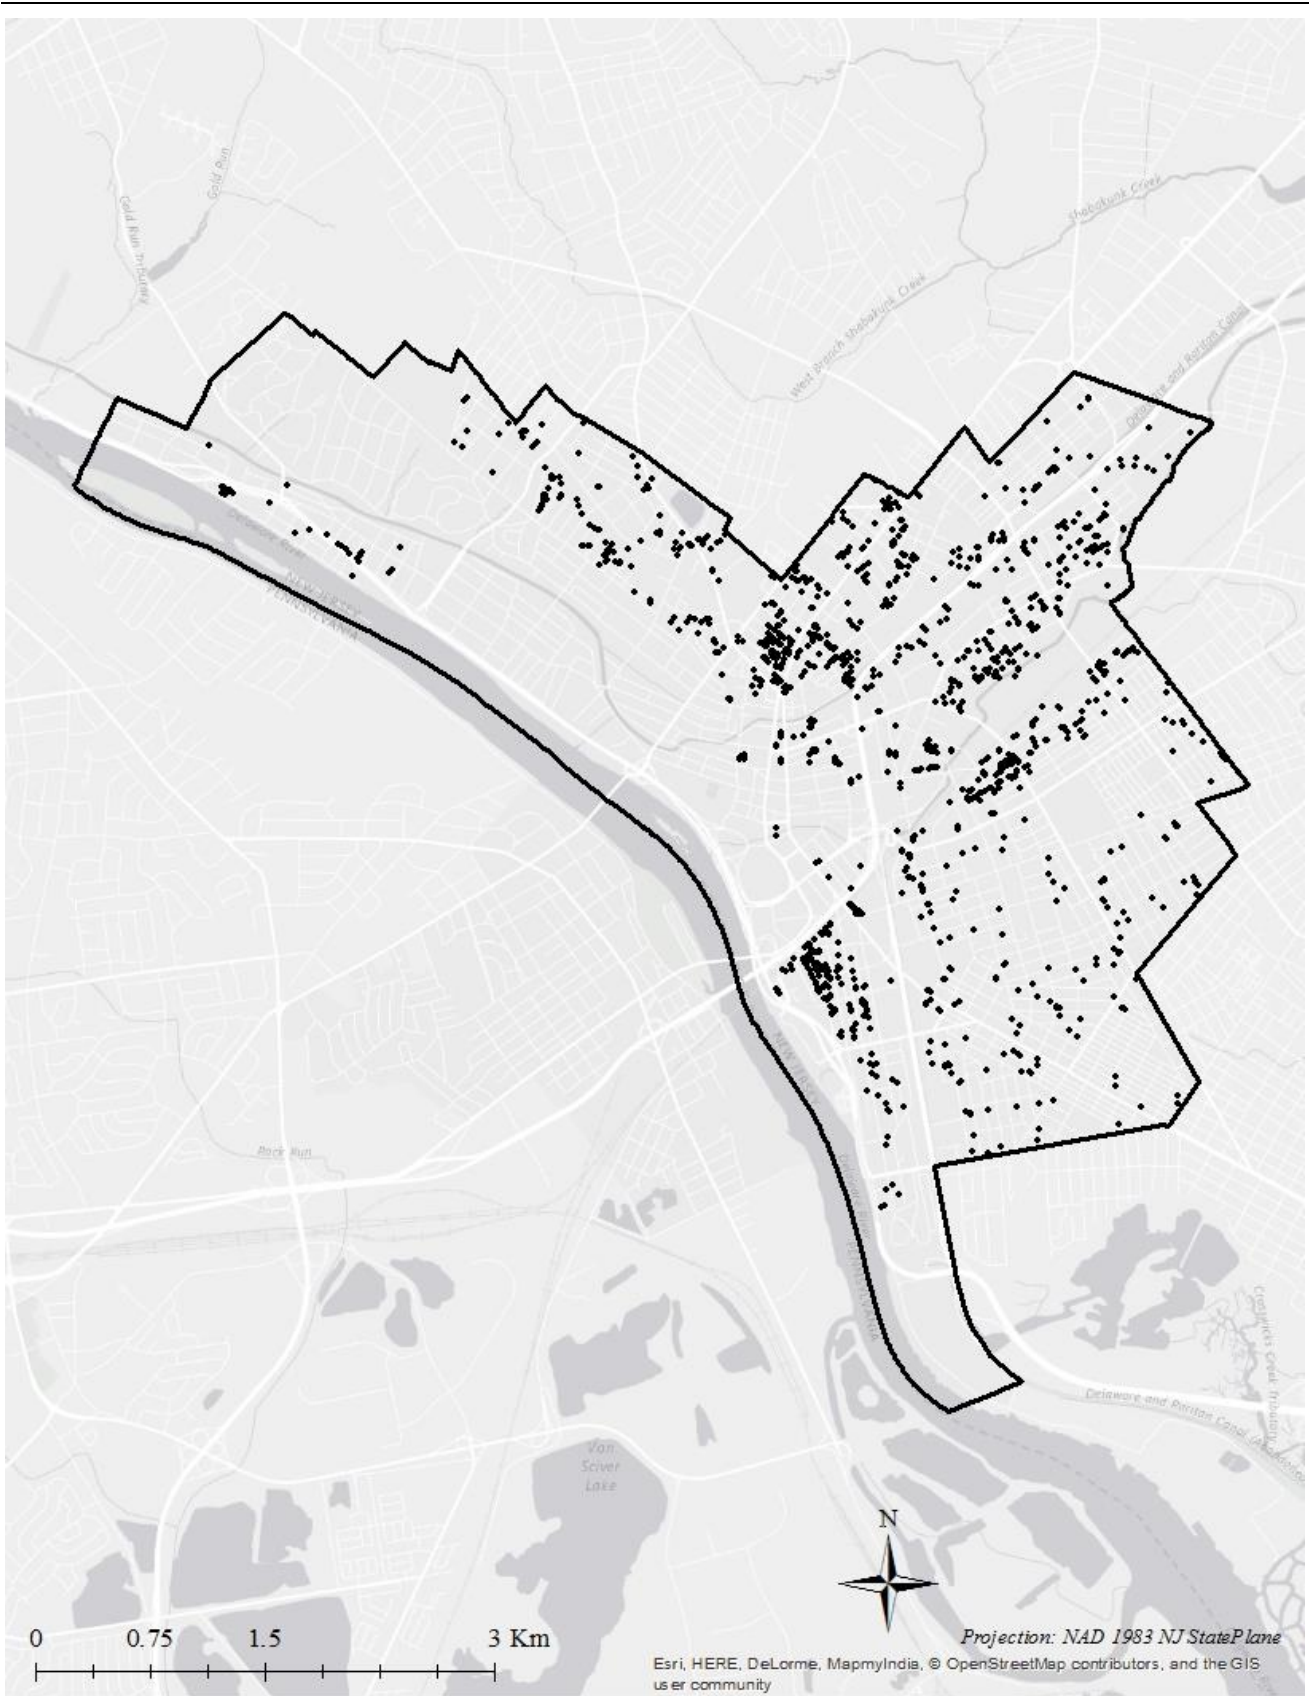 Gold Run
Gold Run Tributary
Shabakunk Creek
West Branch Shabakunk Creek
Delaware and Raritan Canal
Delaware River
NEW JERSEY
PENNSYLVANIA
NEW JERSEY
Delaware River
PENNSYLVANIA
Rock Run
Crosswicks Creek Tributary
Delaware and Raritan Canal
Van
Sciver
Lake
N
0 0.75 1.5 3 Km
Projection: NAD 1983 NJ StatePlane
Esri, HERE, DeLorme, MapmyIndia, © OpenStreetMap contributors, and the GIS
user community